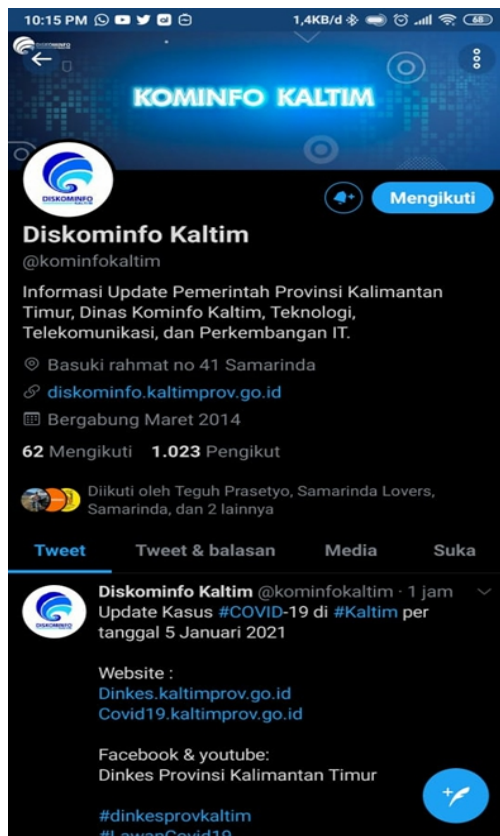 10:15 PM 1,4KB/d 68
KOMINFO KALTIM
DISKOMINFO
Mengikuti
Diskominfo Kaltim
@kominfokaltim
Informasi Update Pemerintah Provinsi Kalimantan
Timur, Dinas Kominfo Kaltim, Teknologi,
Telekomunikasi, dan Perkembangan IT.
Basuki rahmat no 41 Samarinda
diskominfo.kaltimprov.go.id
Bergabung Maret 2014
62 Mengikuti 1.023 Pengikut
Diikuti oleh Teguh Prasetyo, Samarinda Lovers,
Samarinda, dan 2 lainnya
Tweet Tweet & balasan Media Suka
Diskominfo Kaltim @kominfokaltim · 1 jam
Update Kasus #COVID-19 di #Kaltim per
tanggal 5 Januari 2021
Website :
Dinkes.kaltimprov.go.id
Covid19.kaltimprov.go.id
Facebook & youtube:
Dinkes Provinsi Kalimantan Timur
#dinkesprovkaltim
#LawanCovid19